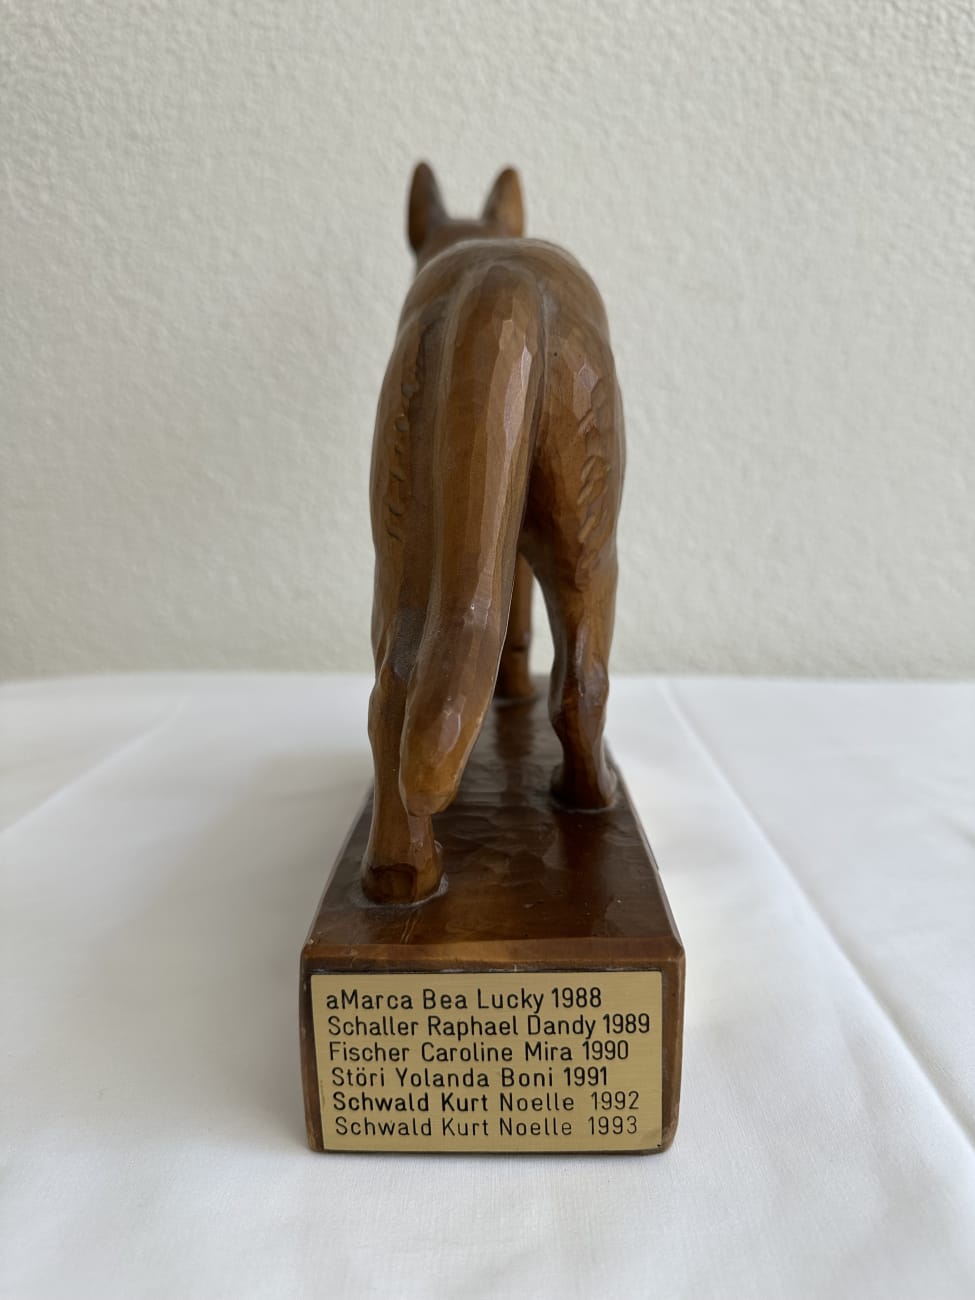 aMarca Bea Lucky 1988
Schaller Raphael Dandy 1989
Fischer Caroline Mira 1990
Störi Yolanda Boni 1991
Schwald Kurt Noelle 1992
Schwald Kurt Noelle 1993